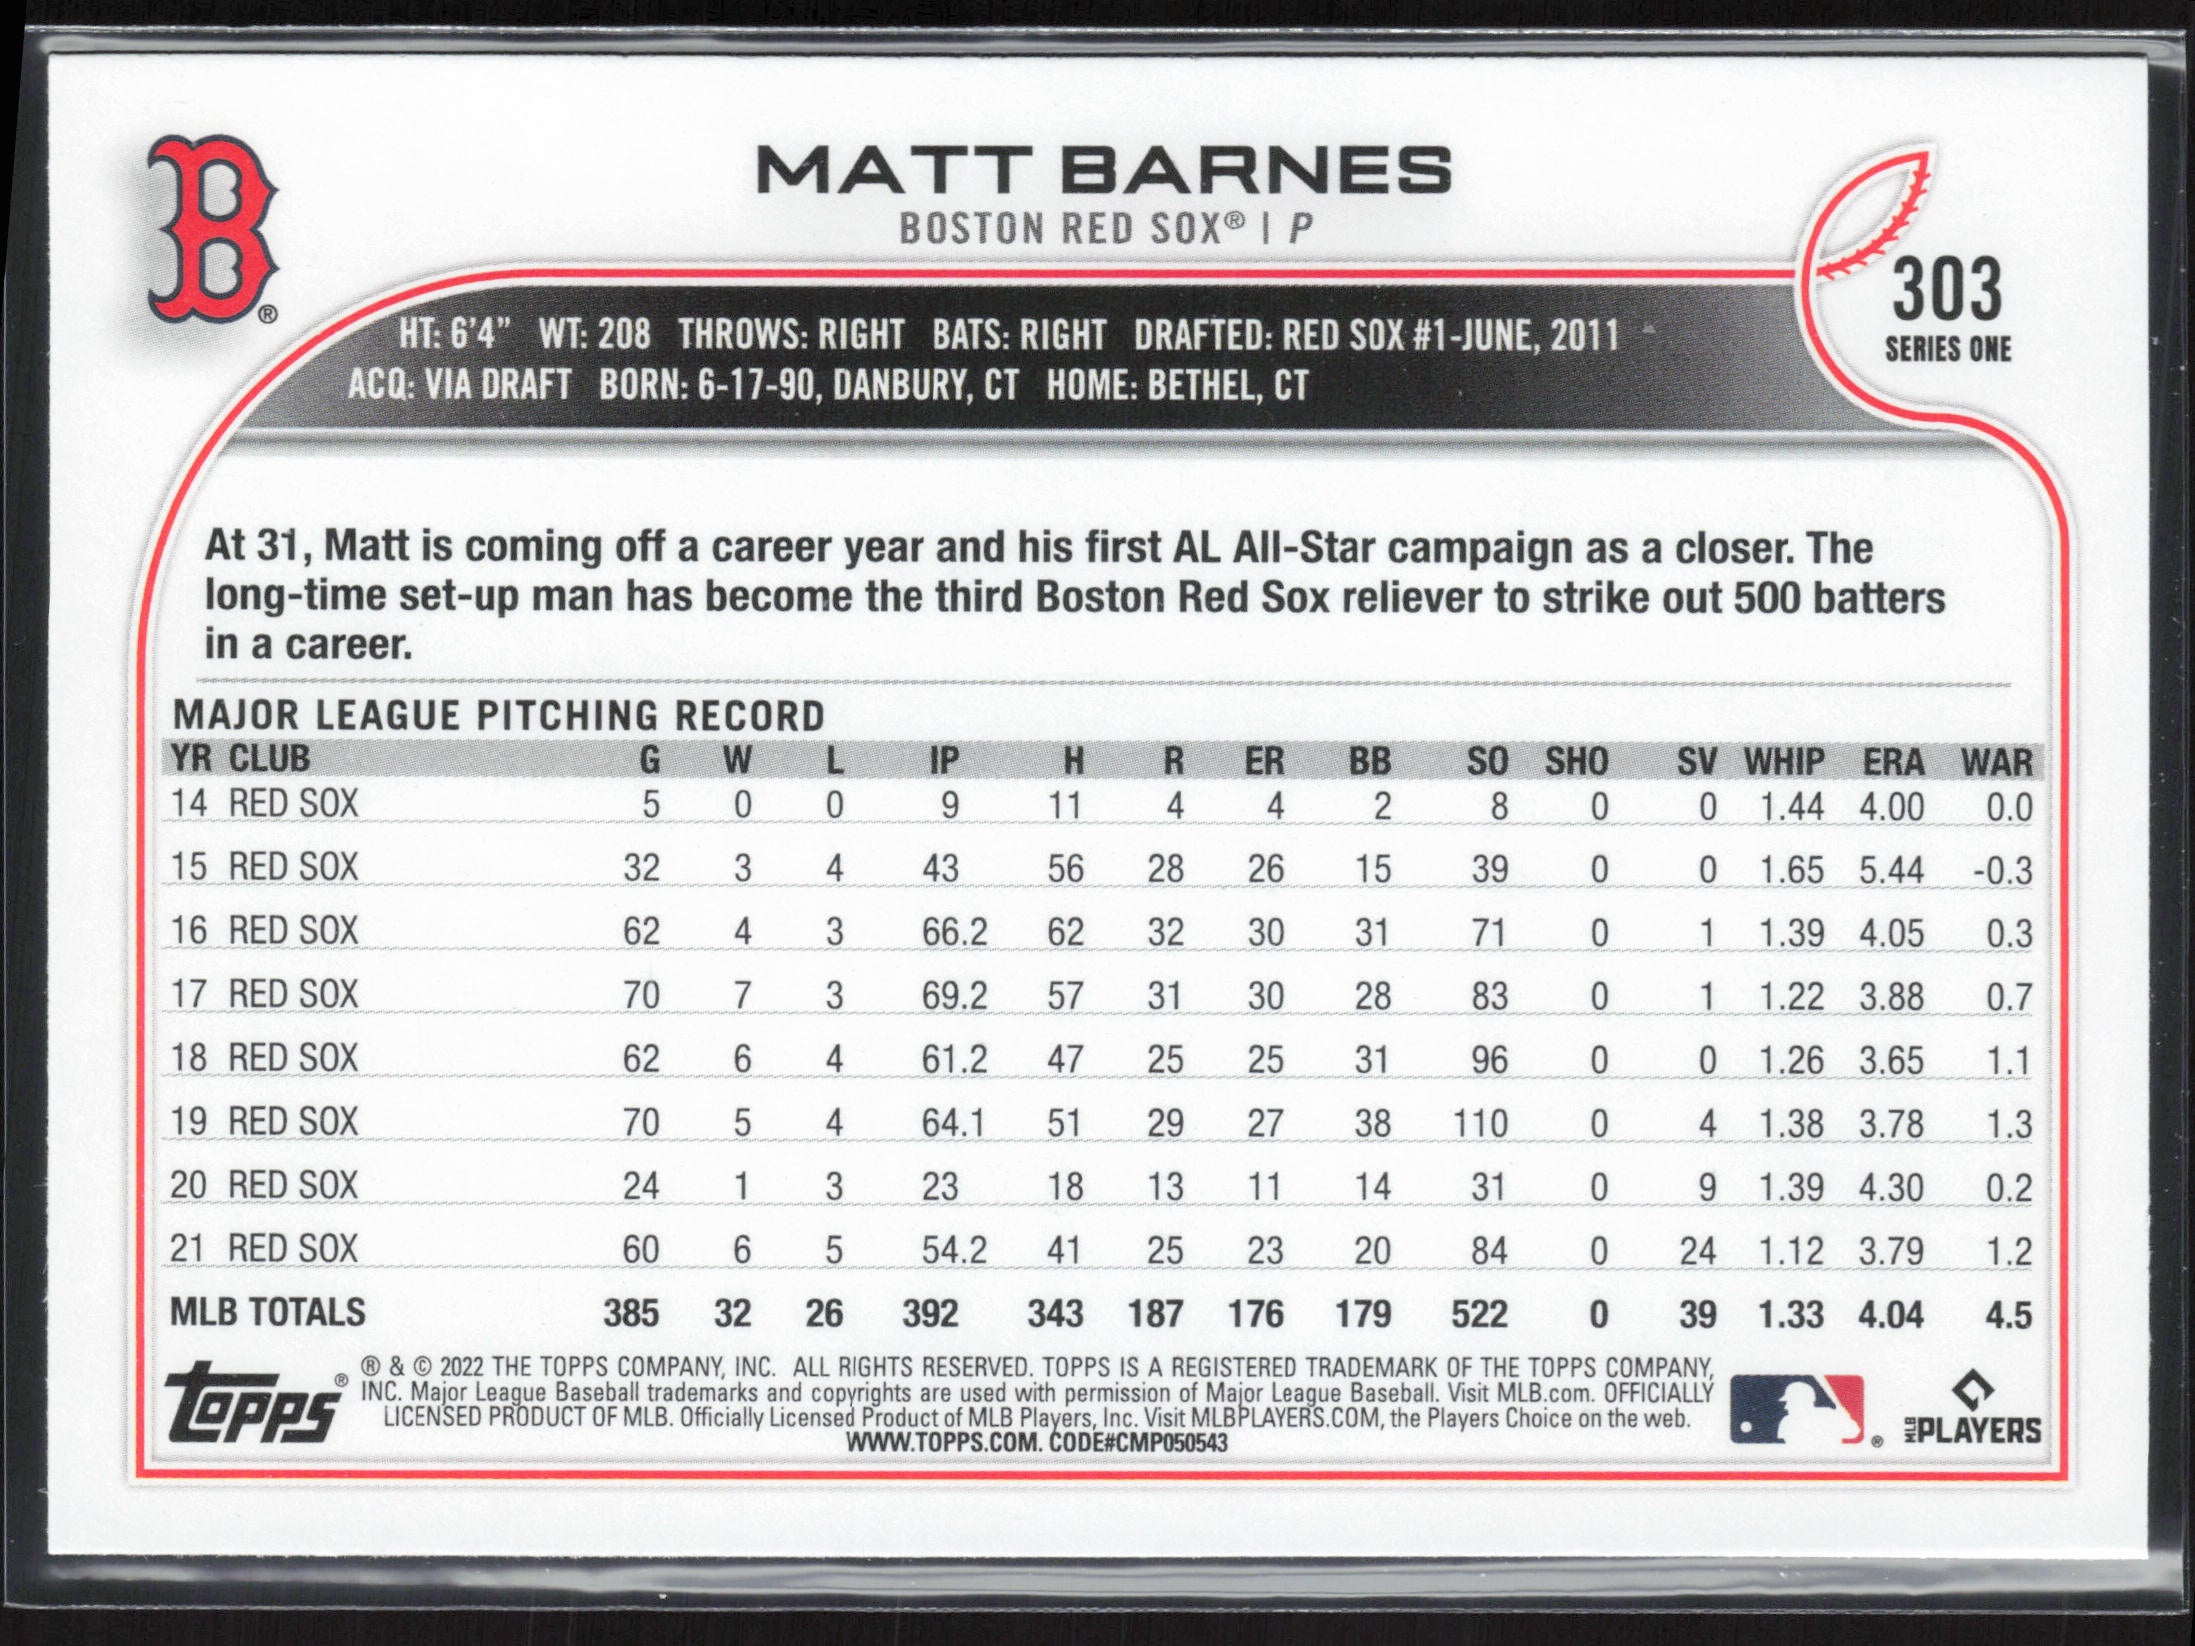 B®
MATT BARNES
BOSTON RED SOX® | P
303
SERIES ONE
HT: 6'4" WT: 208 THROWS: RIGHT BATS: RIGHT DRAFTED: RED SOX #1-JUNE, 2011
ACQ: VIA DRAFT BORN: 6-17-90, DANBURY, CT HOME: BETHEL, CT
At 31, Matt is coming off a career year and his first AL All-Star campaign as a closer. The
long-time set-up man has become the third Boston Red Sox reliever to strike out 500 batters
in a career.
MAJOR LEAGUE PITCHING RECORD
YR CLUB G W L IP H R ER BB SO SHO SV WHIP ERA WAR
14 RED SOX 5 0 0 9 11 4 4 2 8 0 0 1.44 4.00 0.0
15 RED SOX 32 3 4 43 56 28 26 15 39 0 0 1.65 5.44 -0.3
16 RED SOX 62 4 3 66.2 62 32 30 31 71 0 1 1.39 4.05 0.3
17 RED SOX 70 7 3 69.2 57 31 30 28 83 0 1 1.22 3.88 0.7
18 RED SOX 62 6 4 61.2 47 25 25 31 96 0 0 1.26 3.65 1.1
19 RED SOX 70 5 4 64.1 51 29 27 38 110 0 4 1.38 3.78 1.3
20 RED SOX 24 1 3 23 18 13 11 14 31 0 9 1.39 4.30 0.2
21 RED SOX 60 6 5 54.2 41 25 23 20 84 0 24 1.12 3.79 1.2
MLB TOTALS 385 32 26 392 343 187 176 179 522 0 39 1.33 4.04 4.5
topps®
® & © 2022 THE TOPPS COMPANY, INC. ALL RIGHTS RESERVED. TOPPS IS A REGISTERED TRADEMARK OF THE TOPPS COMPANY,
INC. Major League Baseball trademarks and copyrights are used with permission of Major League Baseball. Visit MLB.com. OFFICIALLY
LICENSED PRODUCT OF MLB. Officially Licensed Product of MLB Players, Inc. Visit MLBPLAYERS.COM, the Players Choice on the web.
WWW.TOPPS.COM. CODE#CMP050543
®
MLB PLAYERS